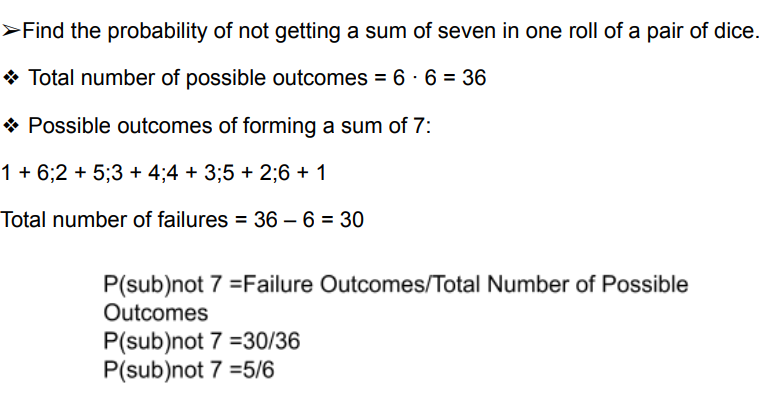 ➢Find the probability of not getting a sum of seven in one roll of a pair of dice.
❖ Total number of possible outcomes = 6 · 6 = 36
❖ Possible outcomes of forming a sum of 7:
1 + 6;2 + 5;3 + 4;4 + 3;5 + 2;6 + 1
Total number of failures = 36 – 6 = 30
P(sub)not 7 =Failure Outcomes/Total Number of Possible
Outcomes
P(sub)not 7 =30/36
P(sub)not 7 =5/6